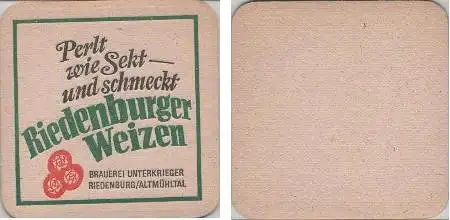 Perlt
wie Sekt —
und schmeckt
Riedenburger
Weizen
BRAUEREI UNTERKRIEGER
RIEDENBURG/ALTMÜHLTAL